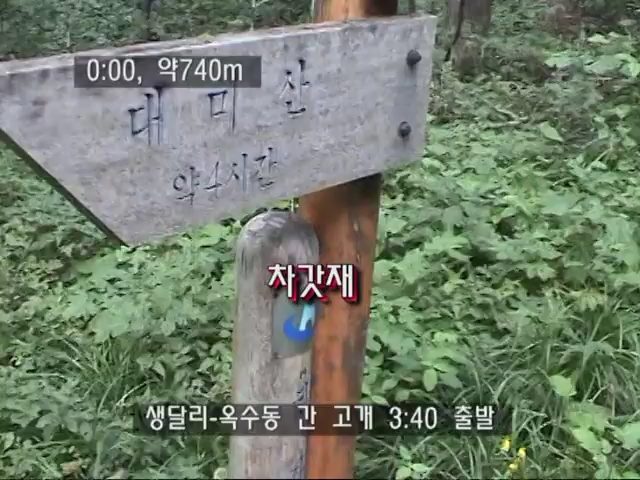 0:00, 약740m
대미산
약4시간
차갓재
생달리-옥수동 간 고개 3:40 출발